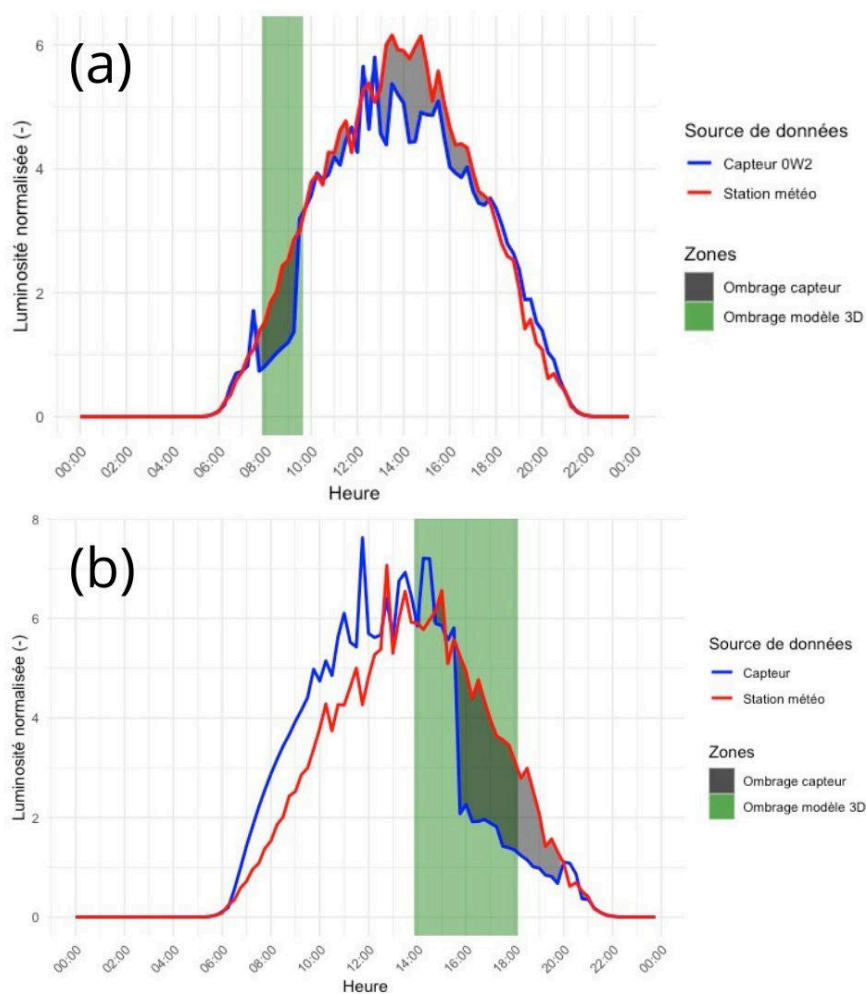 (a)
Luminosité normalisée (-)
6
4
2
0
00:00 02:00 04:00 06:00 08:00 10:00 12:00 14:00 16:00 18:00 20:00 22:00 00:00
Heure
Source de données
Capteur 0W2
Station météo
Zones
Ombrage capteur
Ombrage modèle 3D
(b)
Luminosité normalisée (-)
8
6
4
2
0
00:00 02:00 04:00 06:00 08:00 10:00 12:00 14:00 16:00 18:00 20:00 22:00 00:00
Heure
Source de données
Capteur
Station météo
Zones
Ombrage capteur
Ombrage modèle 3D